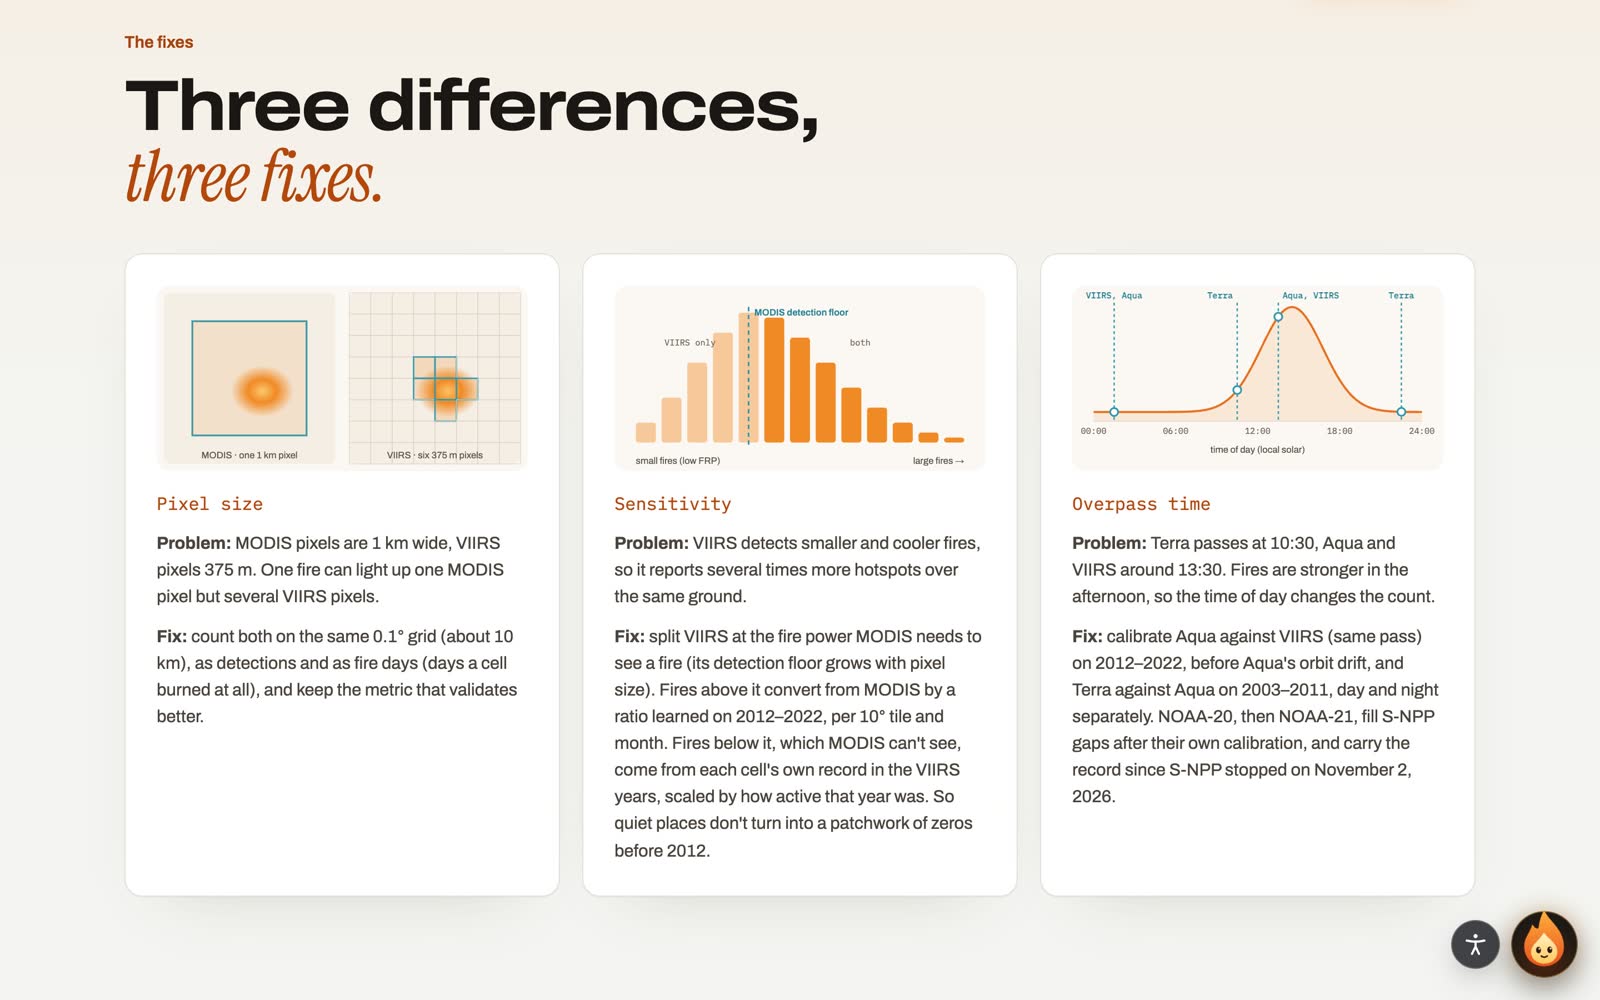 The fixes
Three differences,
three fixes.
MODIS · one 1 km pixel
VIIRS · six 375 m pixels
Pixel size
Problem: MODIS pixels are 1 km wide, VIIRS
pixels 375 m. One fire can light up one MODIS
pixel but several VIIRS pixels.
Fix: count both on the same 0.1° grid (about 10
km), as detections and as fire days (days a cell
burned at all), and keep the metric that validates
better.
MODIS detection floor
VIIRS only
both
small fires (low FRP)
large fires →
Sensitivity
Problem: VIIRS detects smaller and cooler fires,
so it reports several times more hotspots over
the same ground.
Fix: split VIIRS at the fire power MODIS needs to
see a fire (its detection floor grows with pixel
size). Fires above it convert from MODIS by a
ratio learned on 2012–2022, per 10° tile and
month. Fires below it, which MODIS can't see,
come from each cell's own record in the VIIRS
years, scaled by how active that year was. So
quiet places don't turn into a patchwork of zeros
before 2012.
VIIRS, Aqua
Terra
Aqua, VIIRS
Terra
00:00
06:00
12:00
18:00
24:00
time of day (local solar)
Overpass time
Problem: Terra passes at 10:30, Aqua and
VIIRS around 13:30. Fires are stronger in the
afternoon, so the time of day changes the count.
Fix: calibrate Aqua against VIIRS (same pass)
on 2012–2022, before Aqua's orbit drift, and
Terra against Aqua on 2003–2011, day and night
separately. NOAA-20, then NOAA-21, fill S-NPP
gaps after their own calibration, and carry the
record since S-NPP stopped on November 2,
2026.